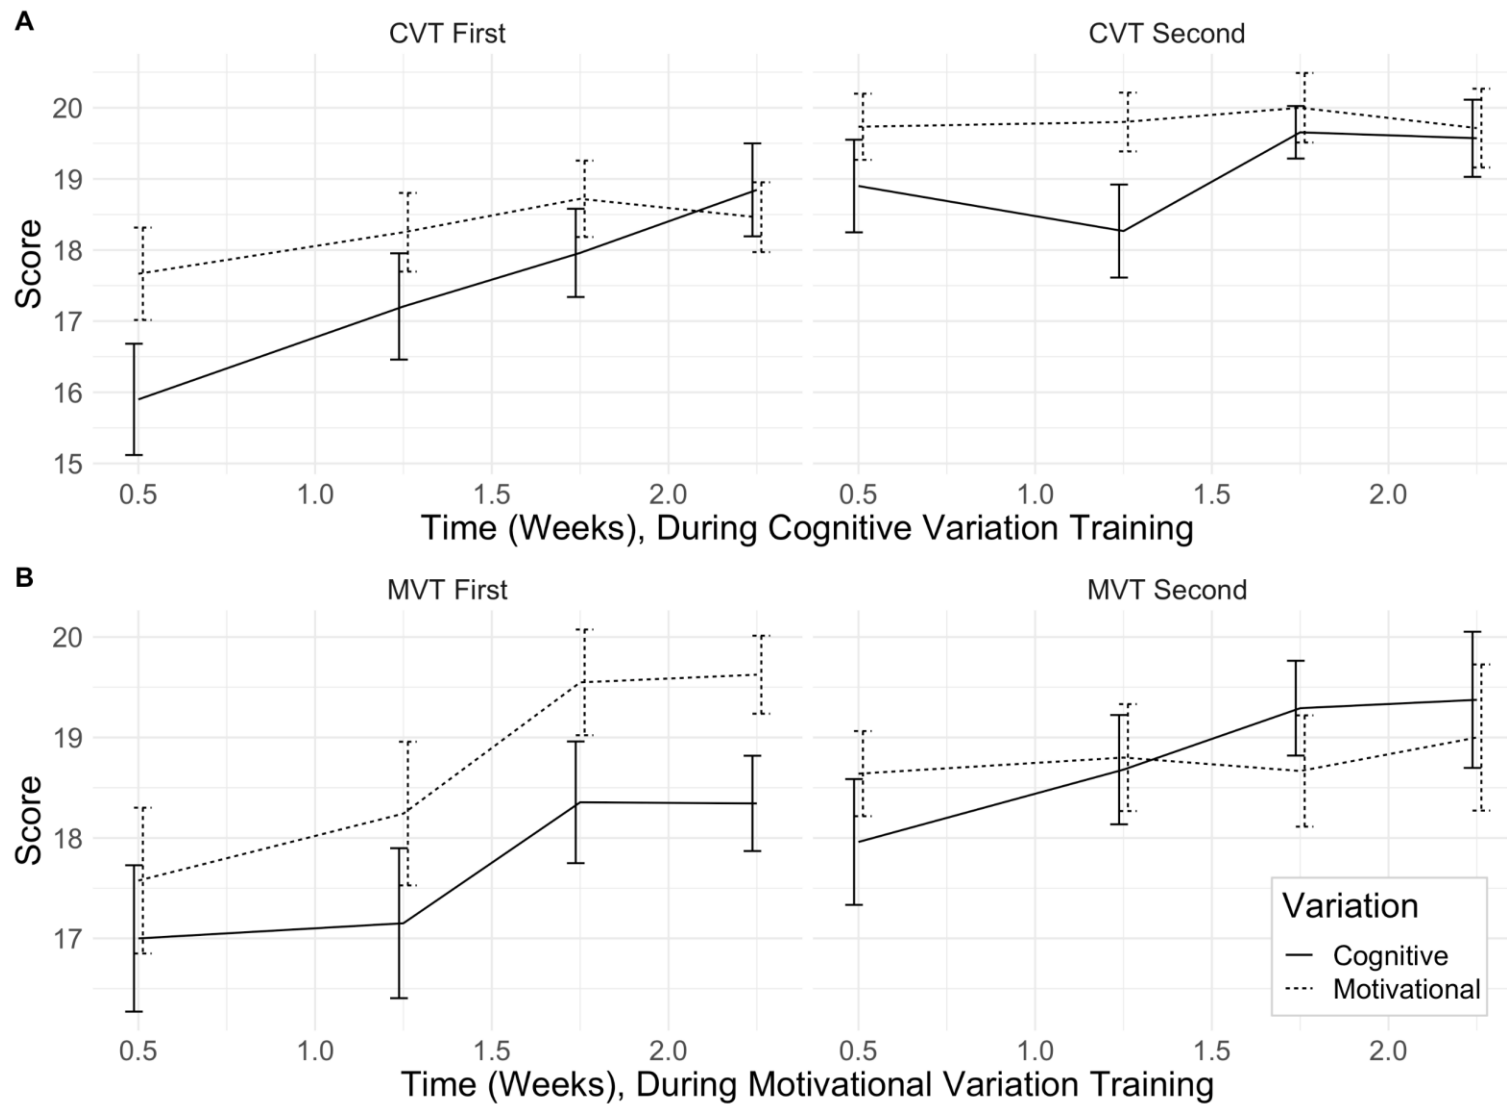 A
CVT First
CVT Second
Score
20
19
18
17
16
15
0.5 1.0 1.5 2.0
0.5 1.0 1.5 2.0
Time (Weeks), During Cognitive Variation Training
B
MVT First
MVT Second
Score
20
19
18
17
Variation
Cognitive
Motivational
0.5 1.0 1.5 2.0
0.5 1.0 1.5 2.0
Time (Weeks), During Motivational Variation Training